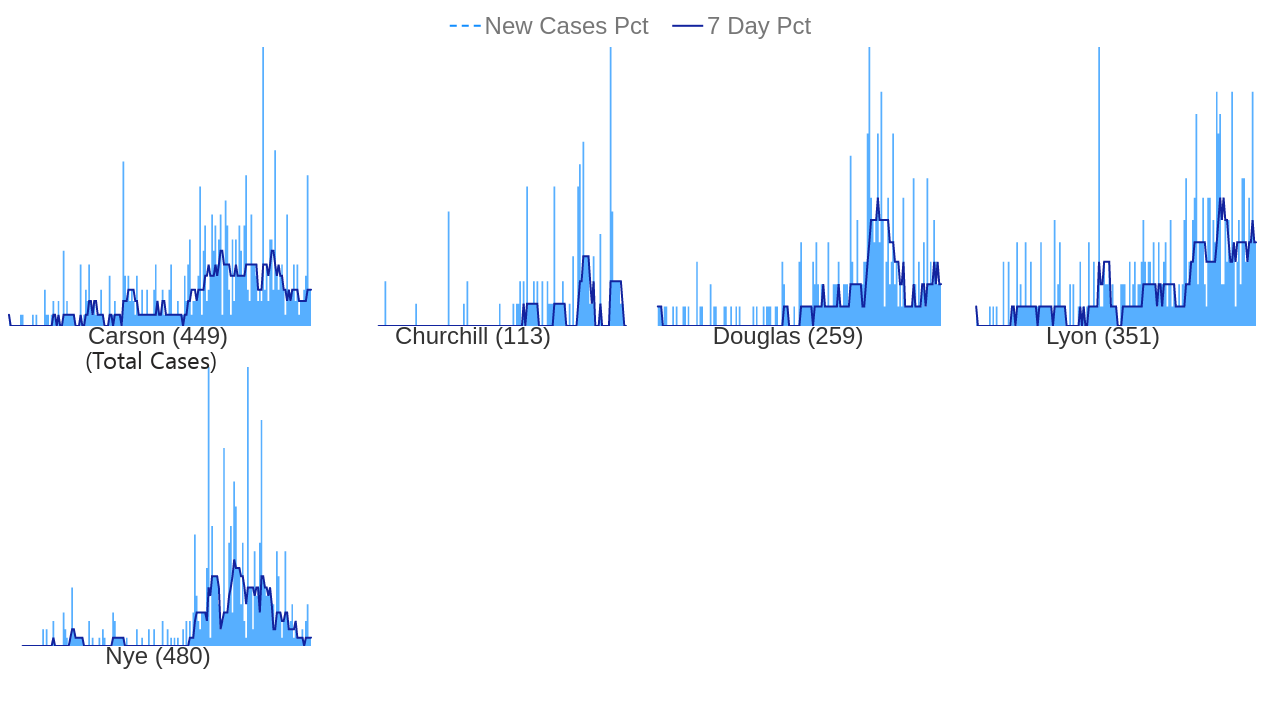 New Cases Pct 7 Day Pct
Carson (449)
(Total Cases)
Churchill (113)
Douglas (259)
Lyon (351)
Nye (480)